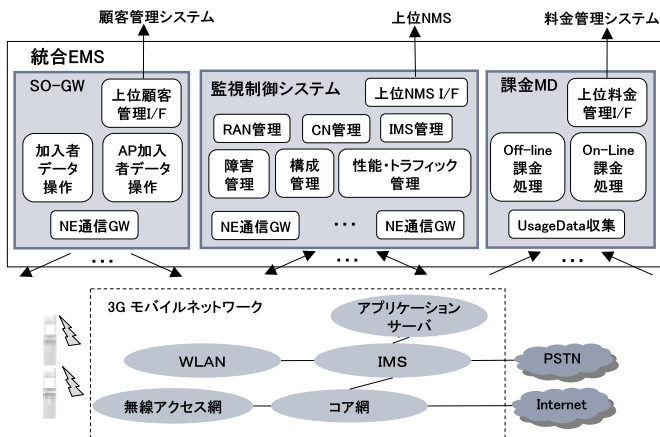 顧客管理システム
上位NMS
料金管理システム
統合EMS
SO-GW
上位顧客
管理I/F
加入者
データ
操作
AP加入
者データ
操作
NE通信GW
監視制御システム
上位NMS I/F
RAN管理
CN管理
IMS管理
障害
管理
構成
管理
性能・トラフィック
管理
NE通信GW
...
NE通信GW
課金MD
上位料金
管理I/F
Off-line
課金
処理
On-Line
課金
処理
UsageData収集
...
...
...
3G モバイルネットワーク
アプリケーション
サーバ
WLAN
IMS
PSTN
無線アクセス網
コア網
Internet